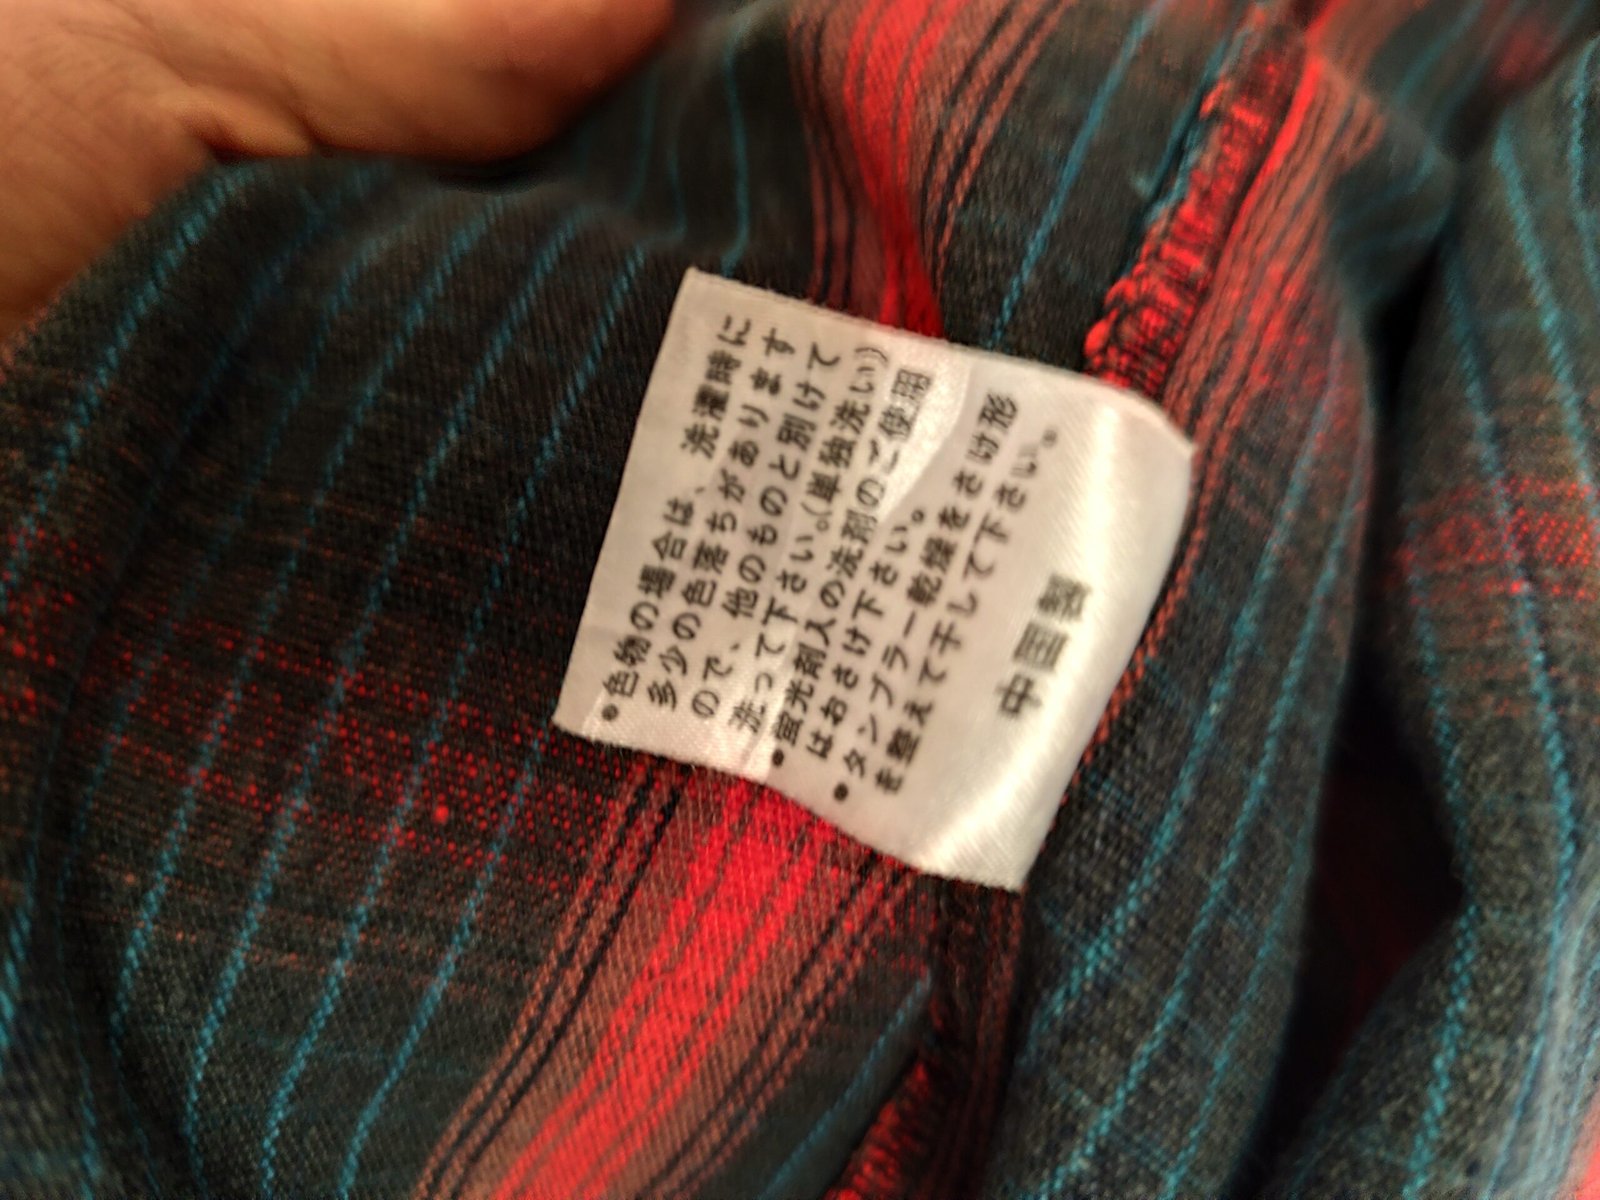 ●色物の場合は、洗濯時に
多少の色落ちがあります
ので、他のものと別けて
洗って下さい。(単独洗い)
●蛍光剤入の洗剤のご使用
はおさけ下さい。
●タンブラー乾燥をさけ形
を整えて干して下さい。
中国製